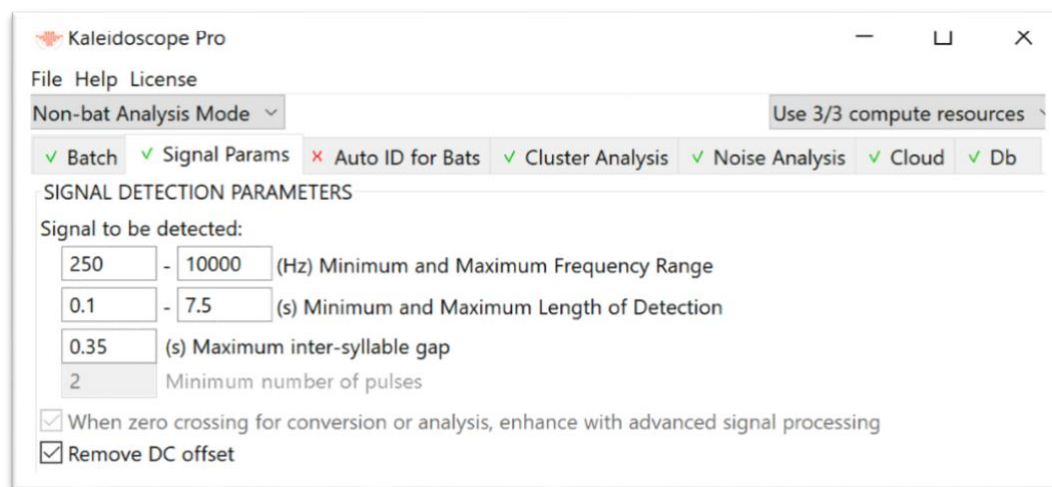 Kaleidoscope Pro
File Help License
Non-bat Analysis Mode Use 3/3 compute resources
Batch Signal Params Auto ID for Bats Cluster Analysis Noise Analysis Cloud Db
SIGNAL DETECTION PARAMETERS
Signal to be detected:
250 - 10000 (Hz) Minimum and Maximum Frequency Range
0.1 - 7.5 (s) Minimum and Maximum Length of Detection
0.35 (s) Maximum inter-syllable gap
2 Minimum number of pulses
When zero crossing for conversion or analysis, enhance with advanced signal processing
Remove DC offset